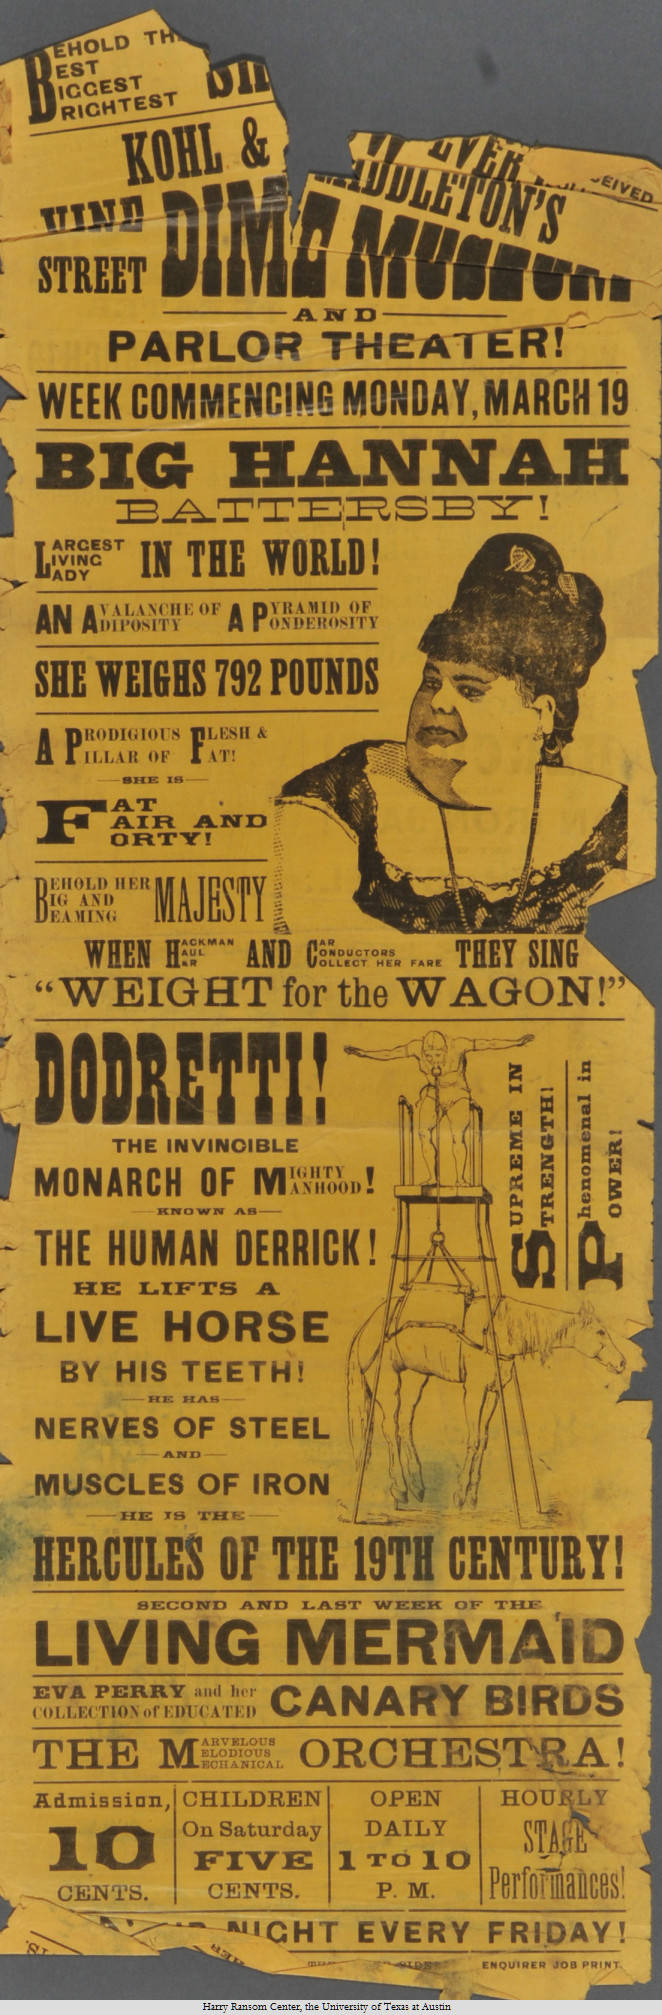 BEHOLD TH
BEST
BIGGEST
BRIGHTEST
EVER
CEIVED
KOHL & MIDDLETON'S
VINE STREET DIME MUSEUM
AND
PARLOR THEATER!
WEEK COMMENCING MONDAY, MARCH 19
BIG HANNAH
BATTERSBY!
LARGEST LIVING LADY IN THE WORLD!
AN AVALANCHE OF ADIPOSITY A PYRAMID OF PONDEROSITY
SHE WEIGHS 792 POUNDS
A PRODIGIOUS PILLAR OF FLESH & FAT!
SHE IS
FAT
FAIR AND
FORTY!
BEHOLD HER BIG AND BEAMING MAJESTY
WHEN HACKMAN HAUL HER AND CAR CONDUCTORS COLLECT HER FARE THEY SING
"WEIGHT for the WAGON!"
DODRETTI!
THE INVINCIBLE
MONARCH OF MIGHTY MANHOOD!
KNOWN AS
THE HUMAN DERRICK!
HE LIFTS A
LIVE HORSE
BY HIS TEETH!
HE HAS
NERVES OF STEEL
AND
MUSCLES OF IRON
HE IS THE
SUPREME IN STRENGTH!
Phenomenal in POWER!
HERCULES OF THE 19TH CENTURY!
SECOND AND LAST WEEK OF THE
LIVING MERMAID
EVA PERRY and her COLLECTION of EDUCATED CANARY BIRDS
THE MARVELOUS MELODIOUS MECHANICAL ORCHESTRA!
Admission,
10
CENTS.
CHILDREN
On Saturday
FIVE
CENTS.
OPEN
DAILY
1 TO 10
P. M.
HOURLY
STAGE
Performances!
NIGHT EVERY FRIDAY!
ENQUIRER JOB PRINT.
Harry Ransom Center, the University of Texas at Austin